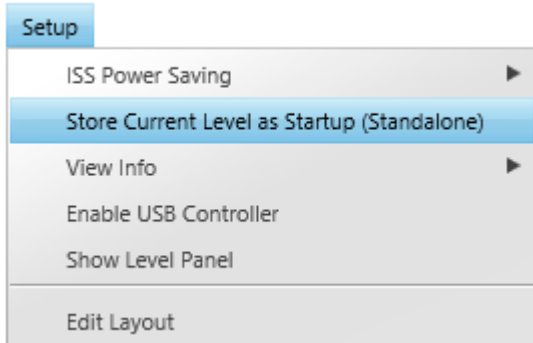 Setup
ISS Power Saving
Store Current Level as Startup (Standalone)
View Info
Enable USB Controller
Show Level Panel
Edit Layout